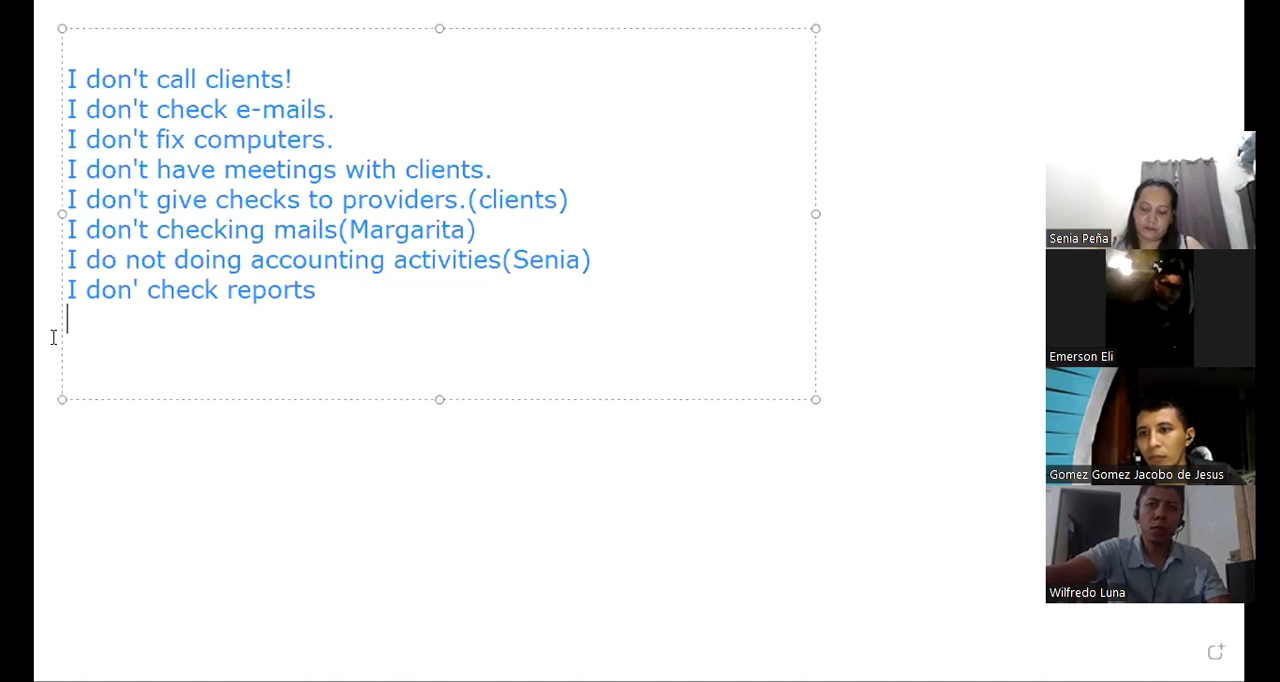 I don't call clients!
I don't check e-mails.
I don't fix computers.
I don't have meetings with clients.
I don't give checks to providers.(clients)
I don't checking mails(Margarita)
I do not doing accounting activities(Senia)
I don' check reports
Senia Peña
Emerson Eli
Gomez Gomez Jacobo de Jesus
Wilfredo Luna